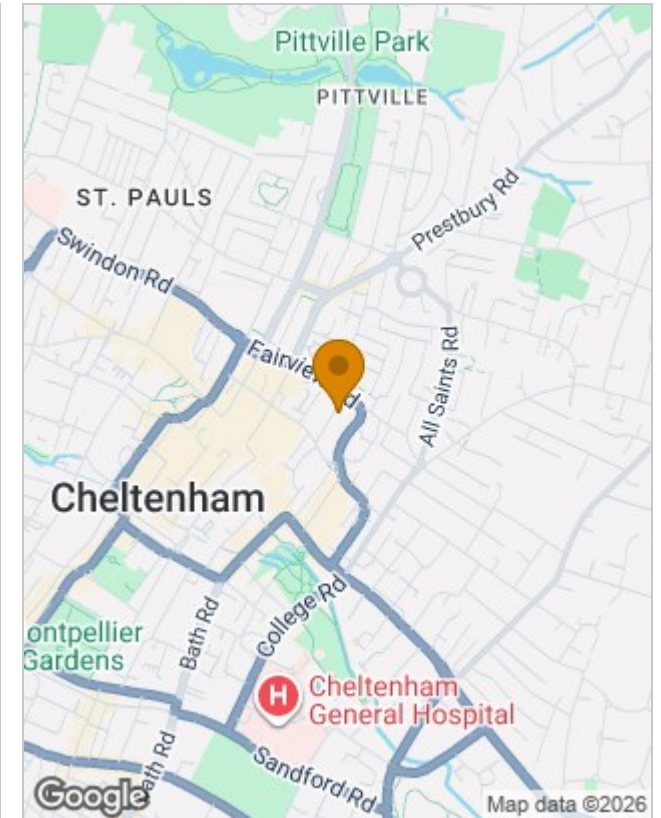 Pittville Park
PITTVILLE
ST. PAULS
Prestbury Rd
Swindon Rd
Fairview Rd
All Saints Rd
Cheltenham
College Rd
Bath Rd
ontpellier
Gardens
H
Cheltenham
General Hospital
Bath Rd
Sandford Rd
Google
Map data ©2026